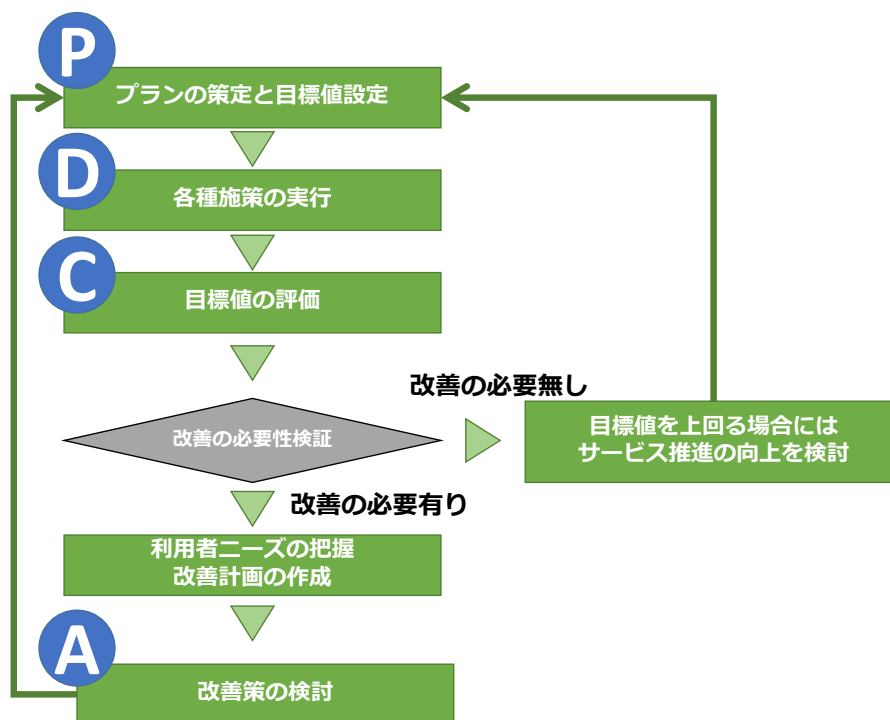 P
プランの策定と目標値設定
D
各種施策の実行
C
目標値の評価
改善の必要無し
改善の必要性検証
目標値を上回る場合には
サービス推進の向上を検討
改善の必要有り
利用者ニーズの把握
改善計画の作成
A
改善策の検討